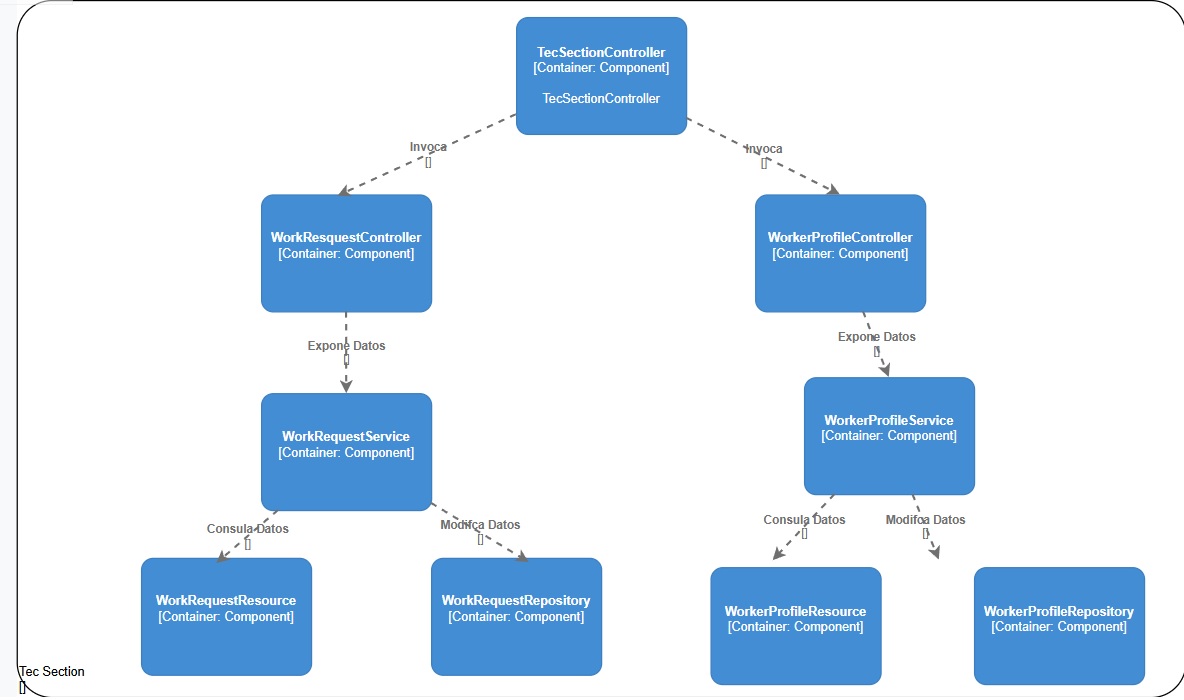 TecSectionController
[Container: Component]
TecSectionController
Invoca
[]
Invoca
[]
WorkResquestController
[Container: Component]
WorkerProfileController
[Container: Component]
Expone Datos
[]
Expone Datos
[]
WorkRequestService
[Container: Component]
WorkerProfileService
[Container: Component]
Consula Datos
[]
Modifca Datos
[]
Consula Datos
[]
Modifca Datos
[]
WorkRequestResource
[Container: Component]
WorkRequestRepository
[Container: Component]
WorkerProfileResource
[Container: Component]
WorkerProfileRepository
[Container: Component]
Tec Section
[]